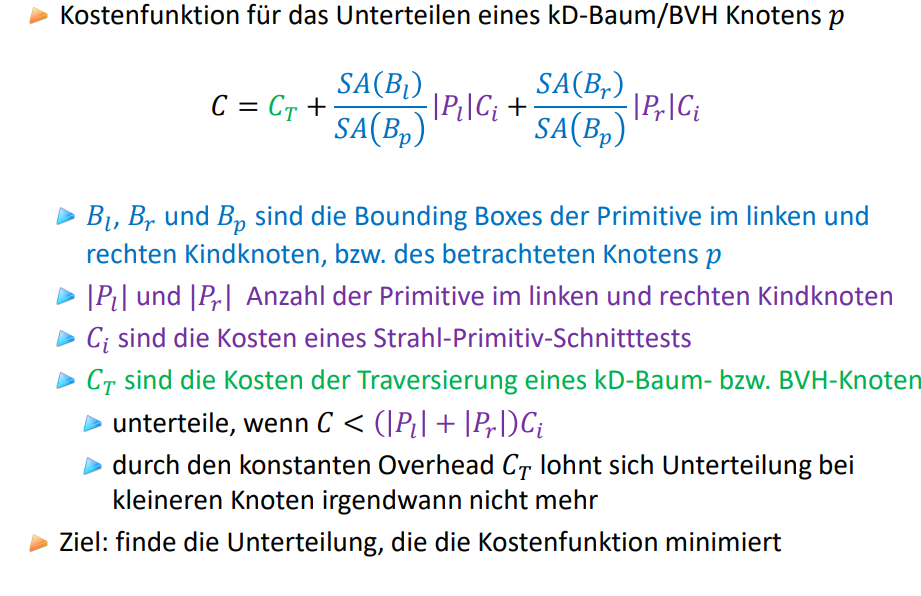 Kostenfunktion für das Unterteilen eines kD-Baum/BVH Knotens p
C = C_T + SA(B_l)/SA(B_p) |P_l|C_i + SA(B_r)/SA(B_p) |P_r|C_i
B_l, B_r und B_p sind die Bounding Boxes der Primitive im linken und
rechten Kindknoten, bzw. des betrachteten Knotens p
|P_l| und |P_r| Anzahl der Primitive im linken und rechten Kindknoten
C_i sind die Kosten eines Strahl-Primitiv-Schnitttests
C_T sind die Kosten der Traversierung eines kD-Baum- bzw. BVH-Knoten
unterteile, wenn C < (|P_l| + |P_r|)C_i
durch den konstanten Overhead C_T lohnt sich Unterteilung bei
kleineren Knoten irgendwann nicht mehr
Ziel: finde die Unterteilung, die die Kostenfunktion minimiert